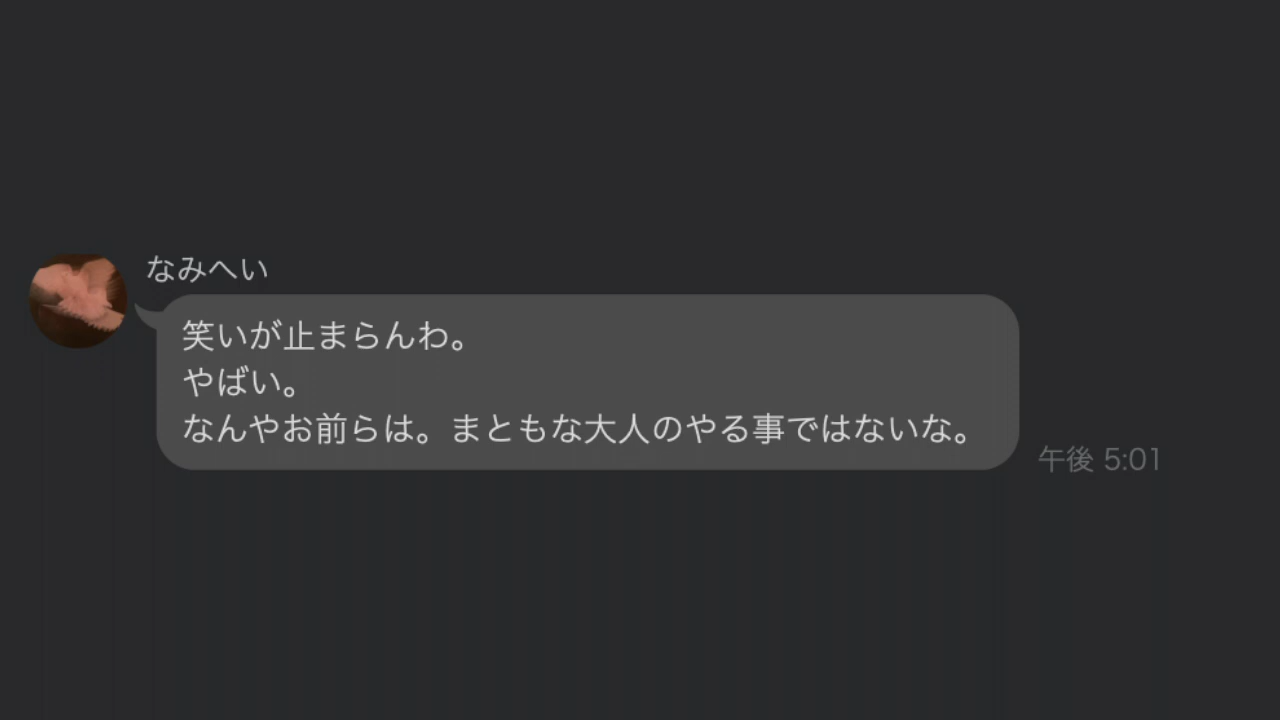 なみへい
笑いが止まらんわ。
やばい。
なんやお前らは。まともな大人のやる事ではないな。
午後 5:01